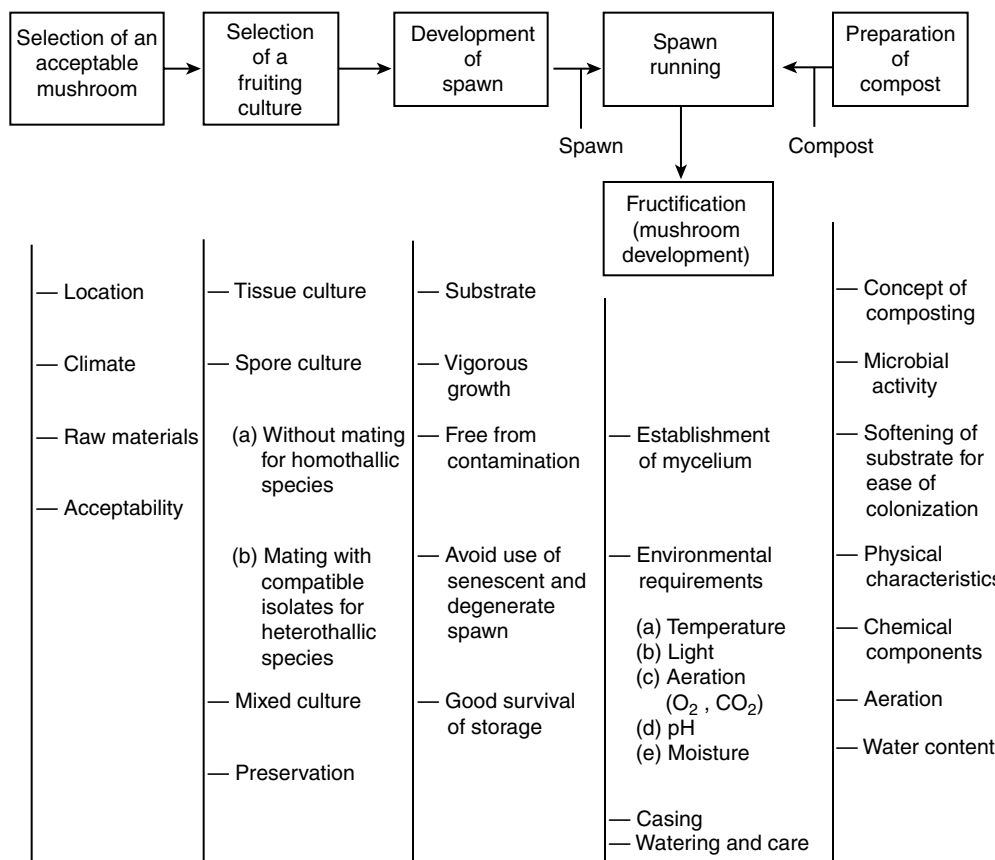 Selection of an
acceptable
mushroom
Selection
of a
fruiting
culture
Development
of
spawn
Spawn
running
Preparation
of
compost
Spawn
Compost
Fructification
(mushroom
development)
— Location
— Climate
— Raw materials
— Acceptability
— Tissue culture
— Spore culture
(a) Without mating
for homothallic
species
(b) Mating with
compatible
isolates for
heterothallic
species
— Mixed culture
— Preservation
— Substrate
— Vigorous
growth
— Free from
contamination
— Avoid use of
senescent and
degenerate
spawn
— Good survival
of storage
— Establishment
of mycelium
— Environmental
requirements
(a) Temperature
(b) Light
(c) Aeration
(O₂ , CO₂)
(d) pH
(e) Moisture
— Casing
— Watering and care
— Concept of
composting
— Microbial
activity
— Softening of
substrate for
ease of
colonization
— Physical
characteristics
— Chemical
components
— Aeration
— Water content